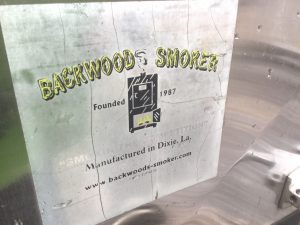 BACKWOODS SMOKER
Founded 1987
Manufactured in Dixie, La.
www.backwoods-smoker.com